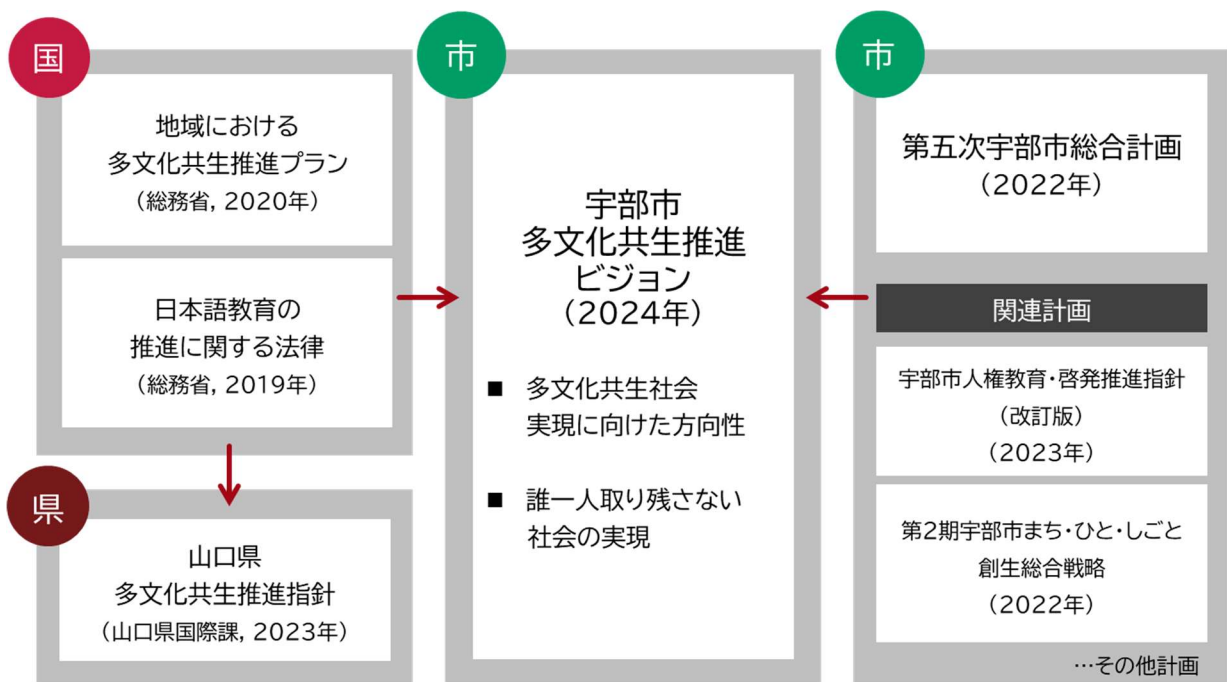 国
地域における
多文化共生推進プラン
(総務省, 2020年)
日本語教育の
推進に関する法律
(総務省, 2019年)
県
山口県
多文化共生推進指針
(山口県国際課, 2023年)
市
宇部市
多文化共生推進
ビジョン
(2024年)
■ 多文化共生社会
実現に向けた方向性
■ 誰一人取り残さない
社会の実現
市
第五次宇部市総合計画
(2022年)
関連計画
宇部市人権教育・啓発推進指針
(改訂版)
(2023年)
第2期宇部市まち・ひと・しごと
創生総合戦略
(2022年)
…その他計画